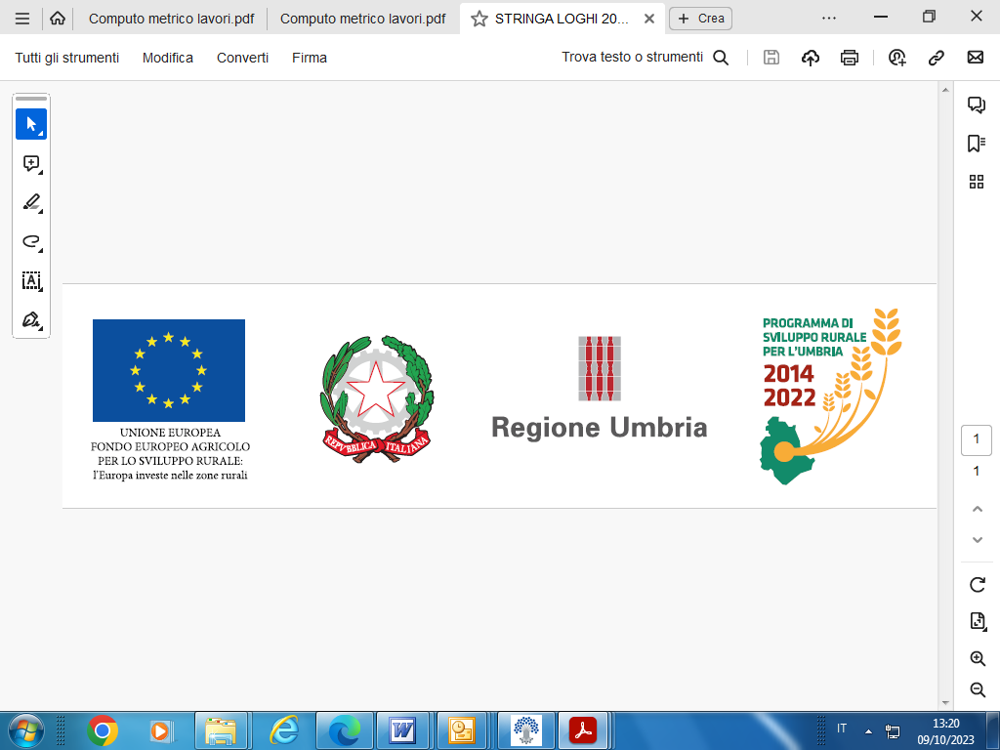 Computo metrico lavori.pdf
Computo metrico lavori.pdf
STRINGA LOGHI 20...
Crea
Tutti gli strumenti
Modifica
Converti
Firma
Trova testo o strumenti
UNIONE EUROPEA
FONDO EUROPEO AGRICOLO
PER LO SVILUPPO RURALE:
l'Europa investe nelle zone rurali
REPVBBLICA ITALIANA
Regione Umbria
PROGRAMMA DI
SVILUPPO RURALE
PER L'UMBRIA
2014
2022
1
1
IT
13:20
09/10/2023